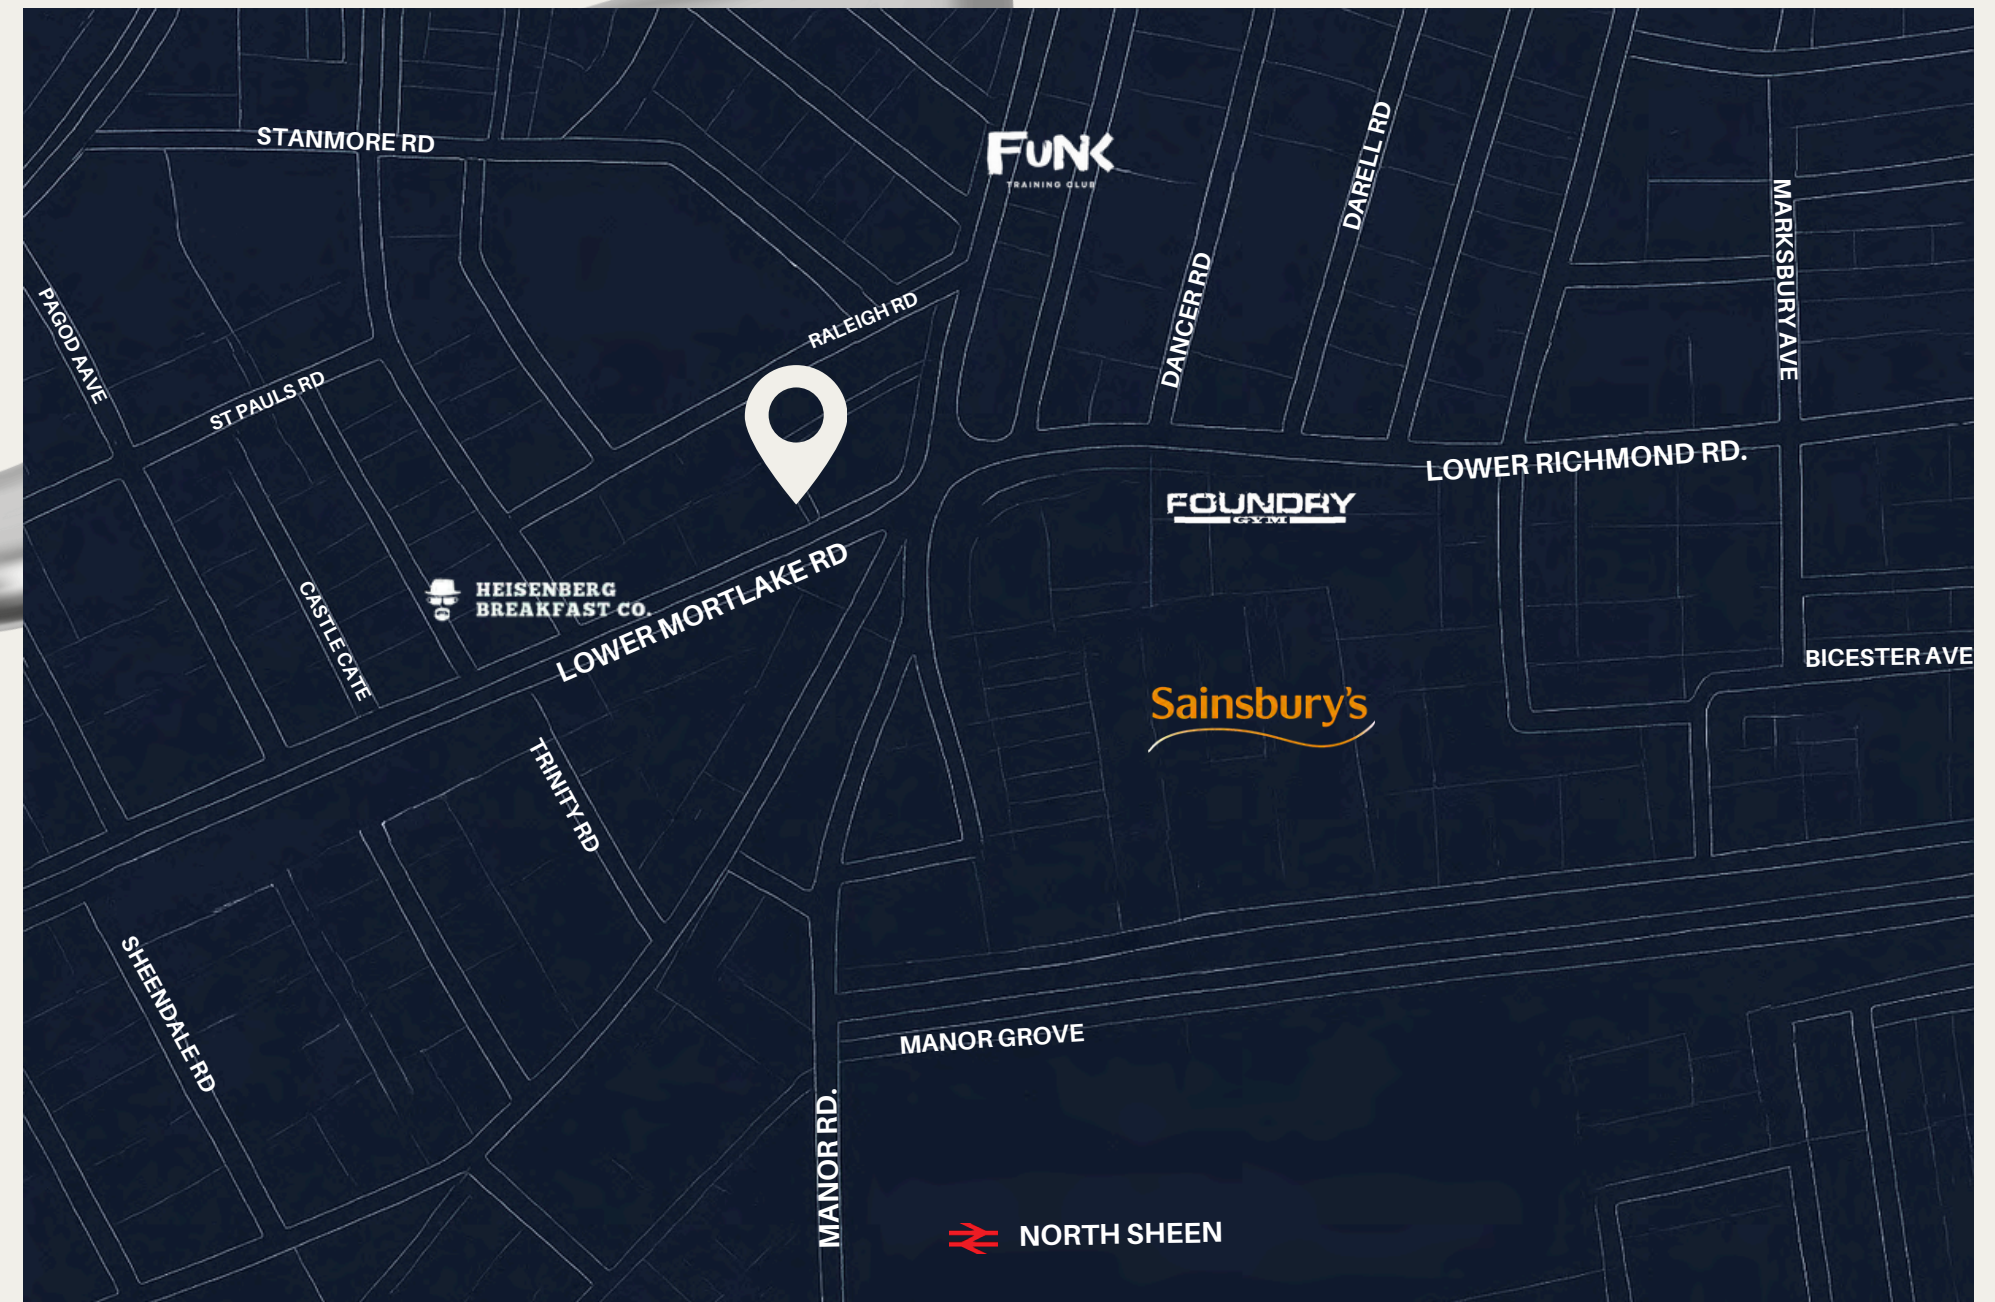 STANMORE RD
FUNK
TRAINING CLUB
DARELL RD
MARKSBURY AVE
DANCER RD
RALEIGH RD
PAGOD AAVE
ST PAULS RD
LOWER RICHMOND RD.
FOUNDRY
GYM
HEISENBERG
BREAKFAST CO.
LOWER MORTLAKE RD
CASTLE CATE
BICESTER AVE
Sainsbury's
TRINITY RD
SHEENDALE RD
MANOR GROVE
MANOR RD.
NORTH SHEEN